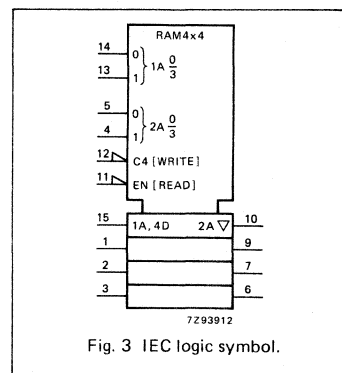 RAM4x4
14 0
13 1
1A 0/3
5 0
4 1
2A 0/3
12 C4 [WRITE]
11 EN [READ]
15 1A, 4D 2A ▽ 10
1 9
2 7
3 6
7Z93912
Fig. 3 IEC logic symbol.